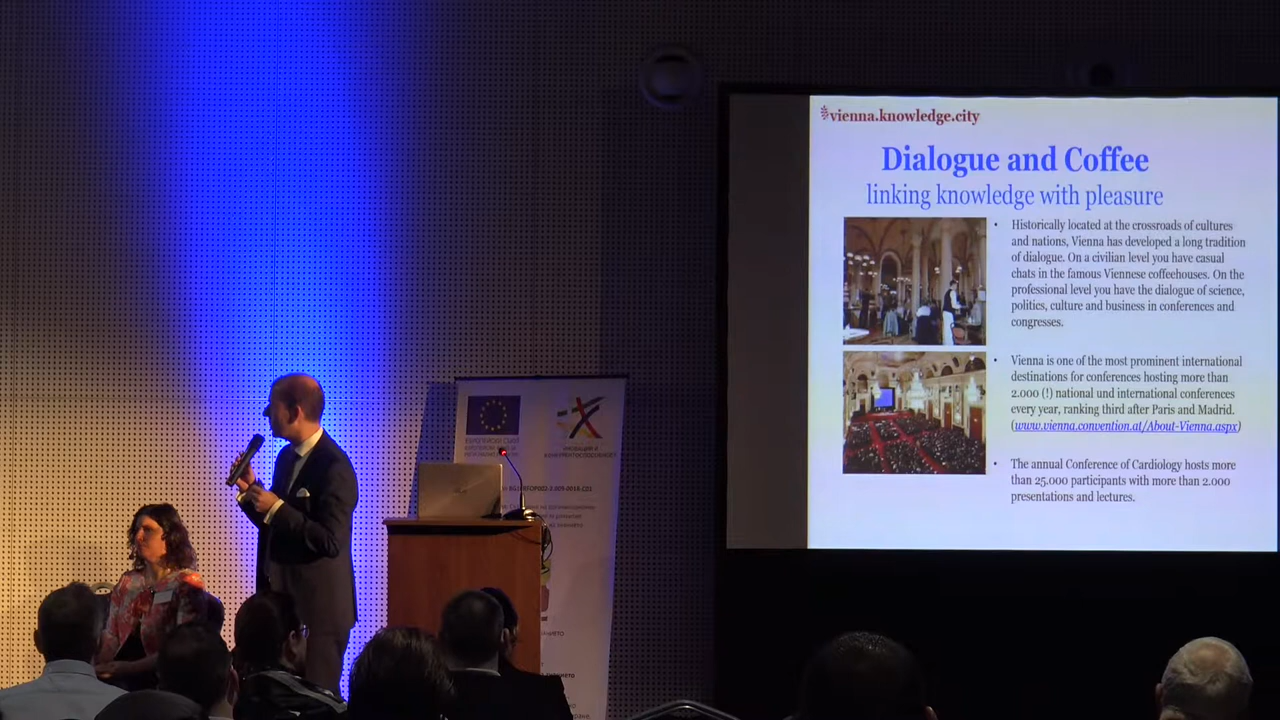 vienna.knowledge.city
Dialogue and Coffee
linking knowledge with pleasure
• Historically located at the crossroads of cultures
and nations, Vienna has developed a long tradition
of dialogue. On a civilian level you have casual
chats in the famous Viennese coffeehouses. On the
professional level you have the dialogue of science,
politics, culture and business in conferences and
congresses.
• Vienna is one of the most prominent international
destinations for conferences hosting more than
2.000 (!) national und international conferences
every year, ranking third after Paris and Madrid.
(www.vienna.convention.at/About-Vienna.aspx)
• The annual Conference of Cardiology hosts more
than 25.000 participants with more than 2.000
presentations and lectures.
ЕВРОПЕЙСКИ СЪЮЗ
ИНОВАЦИИ И
КОНКУРЕНТОСПОСОБНОСТ